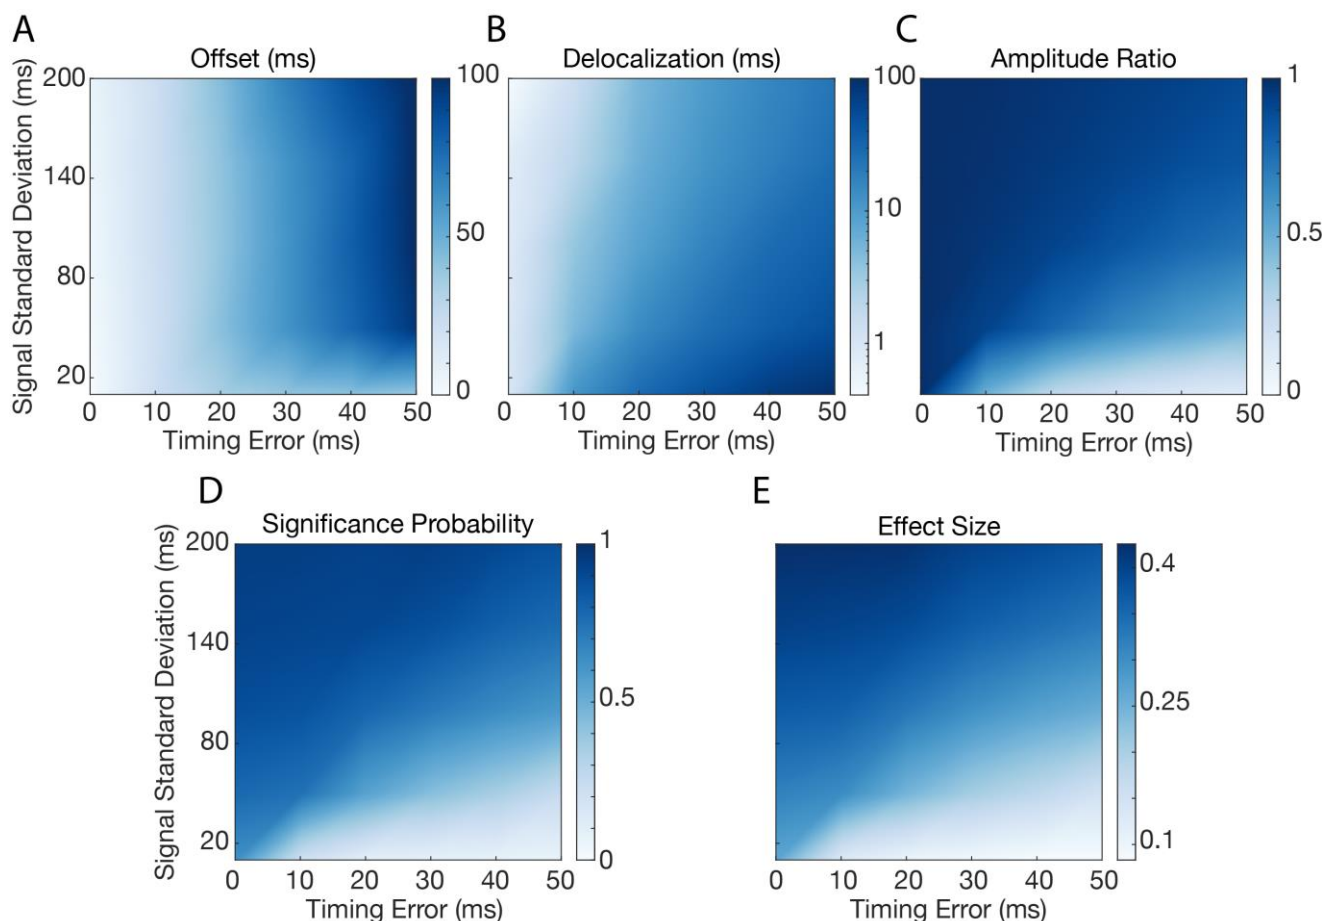 A
Offset (ms)
Signal Standard Deviation (ms)
200
140
80
20
0 10 20 30 40 50
Timing Error (ms)
100
50
0
B
Delocalization (ms)
0 10 20 30 40 50
Timing Error (ms)
100
10
1
C
Amplitude Ratio
0 10 20 30 40 50
Timing Error (ms)
1
0.5
0
D
Significance Probability
Signal Standard Deviation (ms)
200
140
80
20
0 10 20 30 40 50
Timing Error (ms)
1
0.5
0
E
Effect Size
0 10 20 30 40 50
Timing Error (ms)
0.4
0.25
0.1